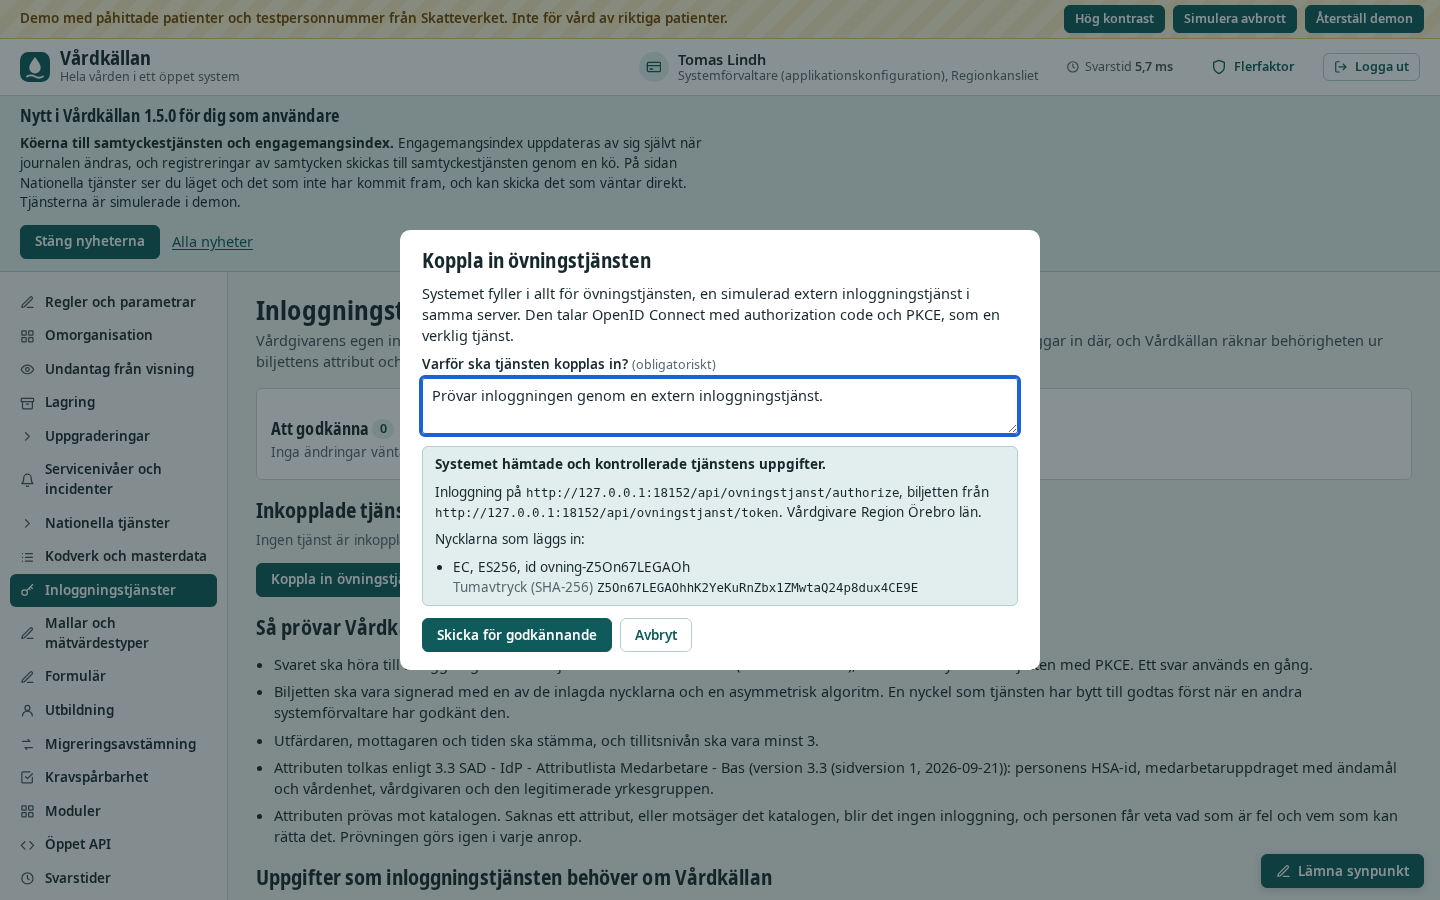 Demo med påhittade patienter och testpersonnummer från Skatteverket. Inte för vård av riktiga patienter.
Hög kontrast
Simulera avbrott
Återställ demon
Vårdkällan
Hela vården i ett öppet system
Tomas Lindh
Systemförvaltare (applikationskonfiguration), Regionkansliet
Svarstid 5,7 ms
Flerfaktor
Logga ut
Nytt i Vårdkällan 1.5.0 för dig som användare
Köerna till samtyckestjänsten och engagemangsindex. Engagemangsindex uppdateras av sig självt när
journalen ändras, och registreringar av samtycken skickas till samtyckestjänsten genom en kö. På sidan
Nationella tjänster ser du läget och det som inte har kommit fram, och kan skicka det som väntar direkt.
Tjänsterna är simulerade i demon.
Stäng nyheterna
Alla nyheter
Regler och parametrar
Omorganisation
Undantag från visning
Lagring
Uppgraderingar
Servicenivåer och
incidenter
Nationella tjänster
Kodverk och masterdata
Inloggningstjänster
Mallar och
mätvärdestyper
Formulär
Utbildning
Migreringsavstämning
Kravspårbarhet
Moduler
Öppet API
Svarstider
Inloggningst
Vårdgivarens egen in
ggar in där, och Vårdkällan räknar behörigheten ur
biljettens attribut och
Att godkänna 0
Inga ändringar vänt
Inkopplade tjäns
Ingen tjänst är inkoppl
Koppla in övningstjä
Så prövar Vårdk
Svaret ska höra till
ten med PKCE. Ett svar används en gång.
Biljetten ska vara signerad med en av de inlagda nycklarna och en asymmetrisk algoritm. En nyckel som tjänsten har bytt till godtas först när en andra
systemförvaltare har godkänt den.
Utfärdaren, mottagaren och tiden ska stämma, och tillitsnivån ska vara minst 3.
Attributen tolkas enligt 3.3 SAD - IdP - Attributlista Medarbetare - Bas (version 3.3 (sidversion 1, 2026-09-21)): personens HSA-id, medarbetaruppdraget med ändamål
och vårdenhet, vårdgivaren och den legitimerade yrkesgruppen.
Attributen prövas mot katalogen. Saknas ett attribut, eller motsäger det katalogen, blir det ingen inloggning, och personen får veta vad som är fel och vem som kan
rätta det. Prövningen görs igen i varje anrop.
Uppgifter som inloggningstjänsten behöver om Vårdkällan
Koppla in övningstjänsten
Systemet fyller i allt för övningstjänsten, en simulerad extern inloggningstjänst i
samma server. Den talar OpenID Connect med authorization code och PKCE, som en
verklig tjänst.
Varför ska tjänsten kopplas in? (obligatoriskt)
Prövar inloggningen genom en extern inloggningstjänst.
Systemet hämtade och kontrollerade tjänstens uppgifter.
Inloggning på http://127.0.0.1:18152/api/ovningstjanst/authorize, biljetten från
http://127.0.0.1:18152/api/ovningstjanst/token. Vårdgivare Region Örebro län.
Nycklarna som läggs in:
EC, ES256, id ovning-Z5On67LEGAOh
Tumavtryck (SHA-256) Z5On67LEGAOhhK2YeKuRnZbx1ZMwtaQ24p8dux4CE9E
Skicka för godkännande
Avbryt
Lämna synpunkt